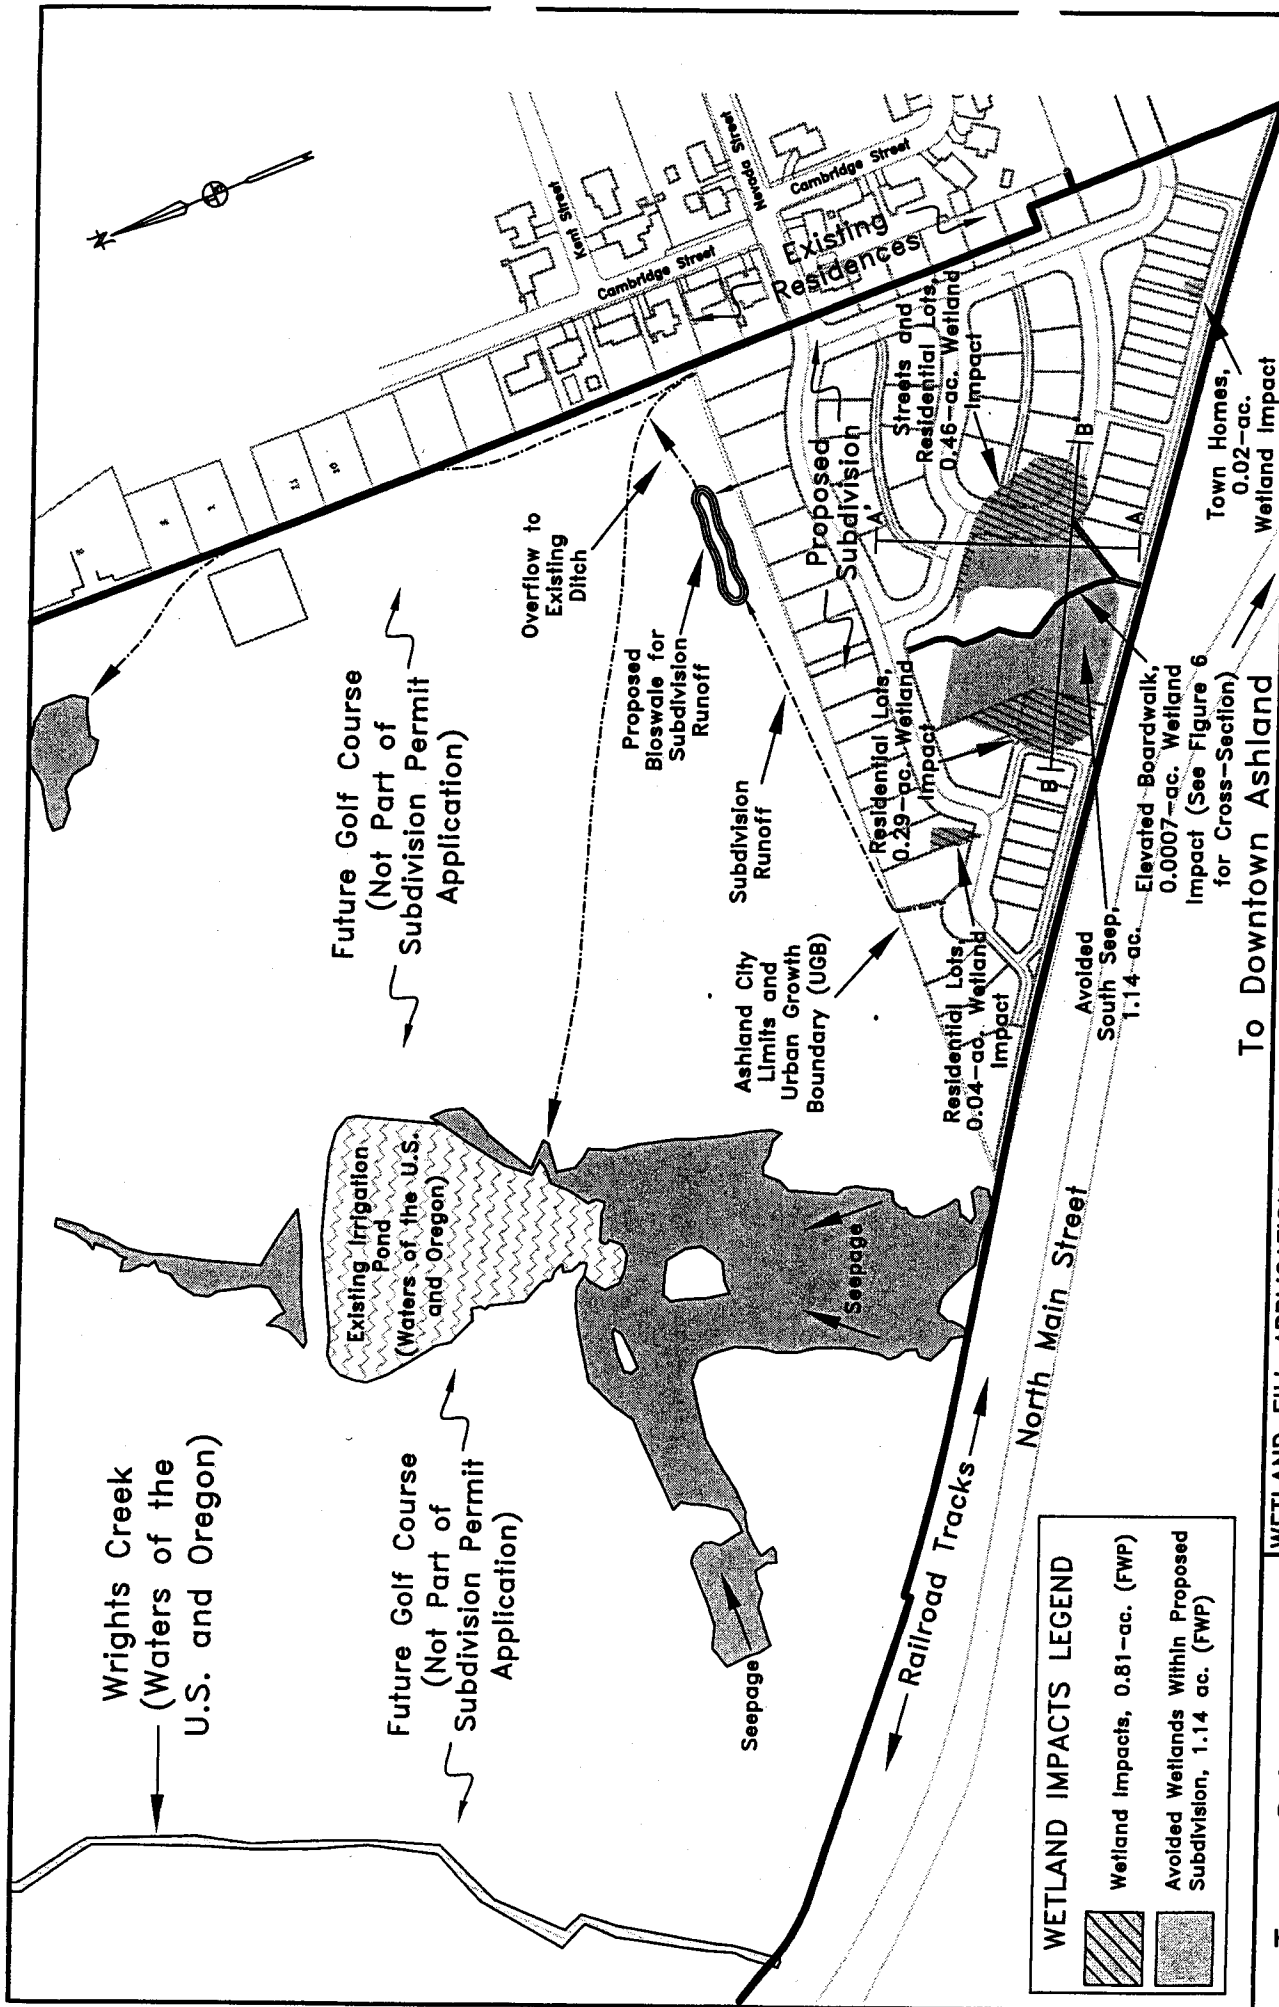 Wrights Creek
(Waters of the
U.S. and Oregon)
Future Golf Course
(Not Part of
Subdivision Permit
Application)
Existing Irrigation
Pond
(Waters of the U.S.
and Oregon)
Future Golf Course
(Not Part of
Subdivision Permit
Application)
Seepage
Seepage
Overflow to
Existing
Ditch
Proposed
Bioswale for
Subdivision
Runoff
Subdivision
Runoff
Ashland City
Limits and
Urban Growth
Boundary (UGB)
Kent Street
Cambridge Street
Nevada Street
Cambridge Street
Existing
Residences
Proposed
Subdivision
Streets and
Residential Lots,
0.46-ac. Wetland
Impact
Residential Lots,
0.29-ac. Wetland
Impact
Residential Lots,
0.04-ac. Wetland
Impact
A'
A
B'
B
Avoided
South Seep,
1.14 ac.
Elevated Boardwalk,
0.0007-ac. Wetland
Impact (See Figure 6
for Cross-Section)
Town Homes,
0.02-ac.
Wetland Impact
To Downtown Ashland
Railroad Tracks
North Main Street
WETLAND IMPACTS LEGEND
Wetland Impacts, 0.81-ac. (FWP)
Avoided Wetlands Within Proposed
Subdivision, 1.14 ac. (FWP)